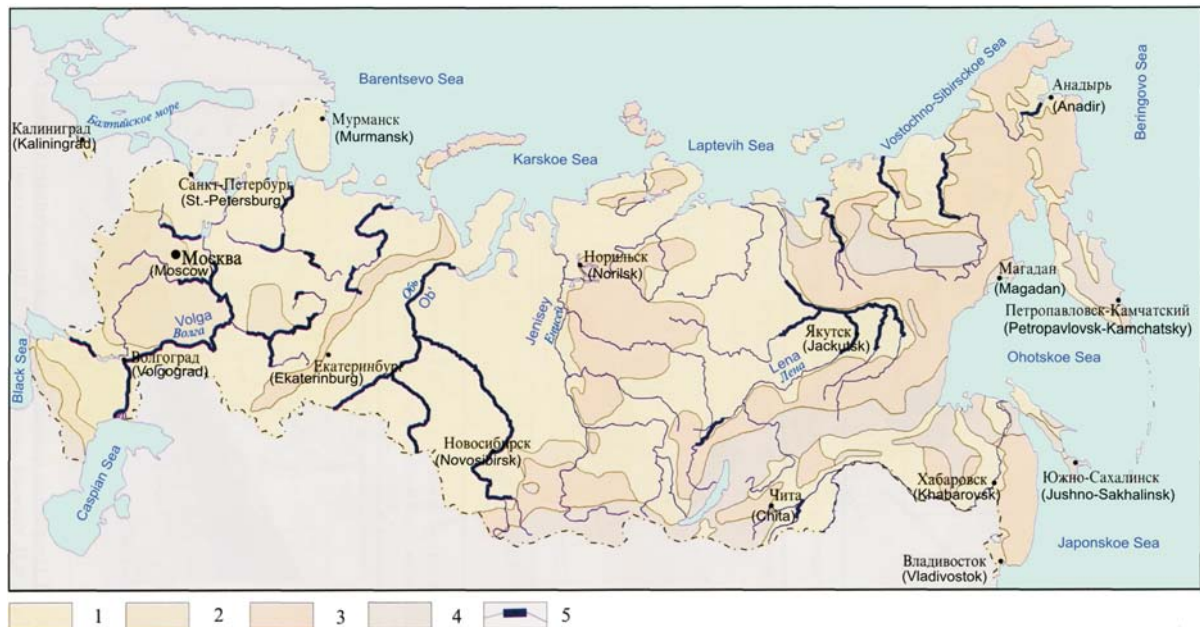 Barentsevo Sea
Karskoe Sea
Laptevih Sea
Vostochno-Sibirsckoe Sea
Beringovo Sea
Анадырь
(Anadir)
Балтийское море
Калиниград
(Kaliningrad)
Мурманск
(Murmansk)
Санкт-Петербург
(St.-Petersburg)
Москва
(Moscow)
Норильск
(Norilsk)
Магадан
(Magadan)
Петропавловск-Камчатский
(Petropavlovsk-Kamchatsky)
Обь
Ob'
Jenisey
Енисей
Volga
Волга
Якутск
(Jackutsk)
Lena
Лена
Black Sea
Волгоград
(Volgograd)
Екатеринбург
(Ekaterinburg)
Ohotskoe Sea
Caspian Sea
Новосибирск
(Novosibirsk)
Чита
(Chita)
Хабаровск
(Khabarovsk)
Южно-Сахалинск
(Jushno-Sakhalinsk)
Владивосток
(Vladivostok)
Japonskoe Sea
1 2 3 4 5